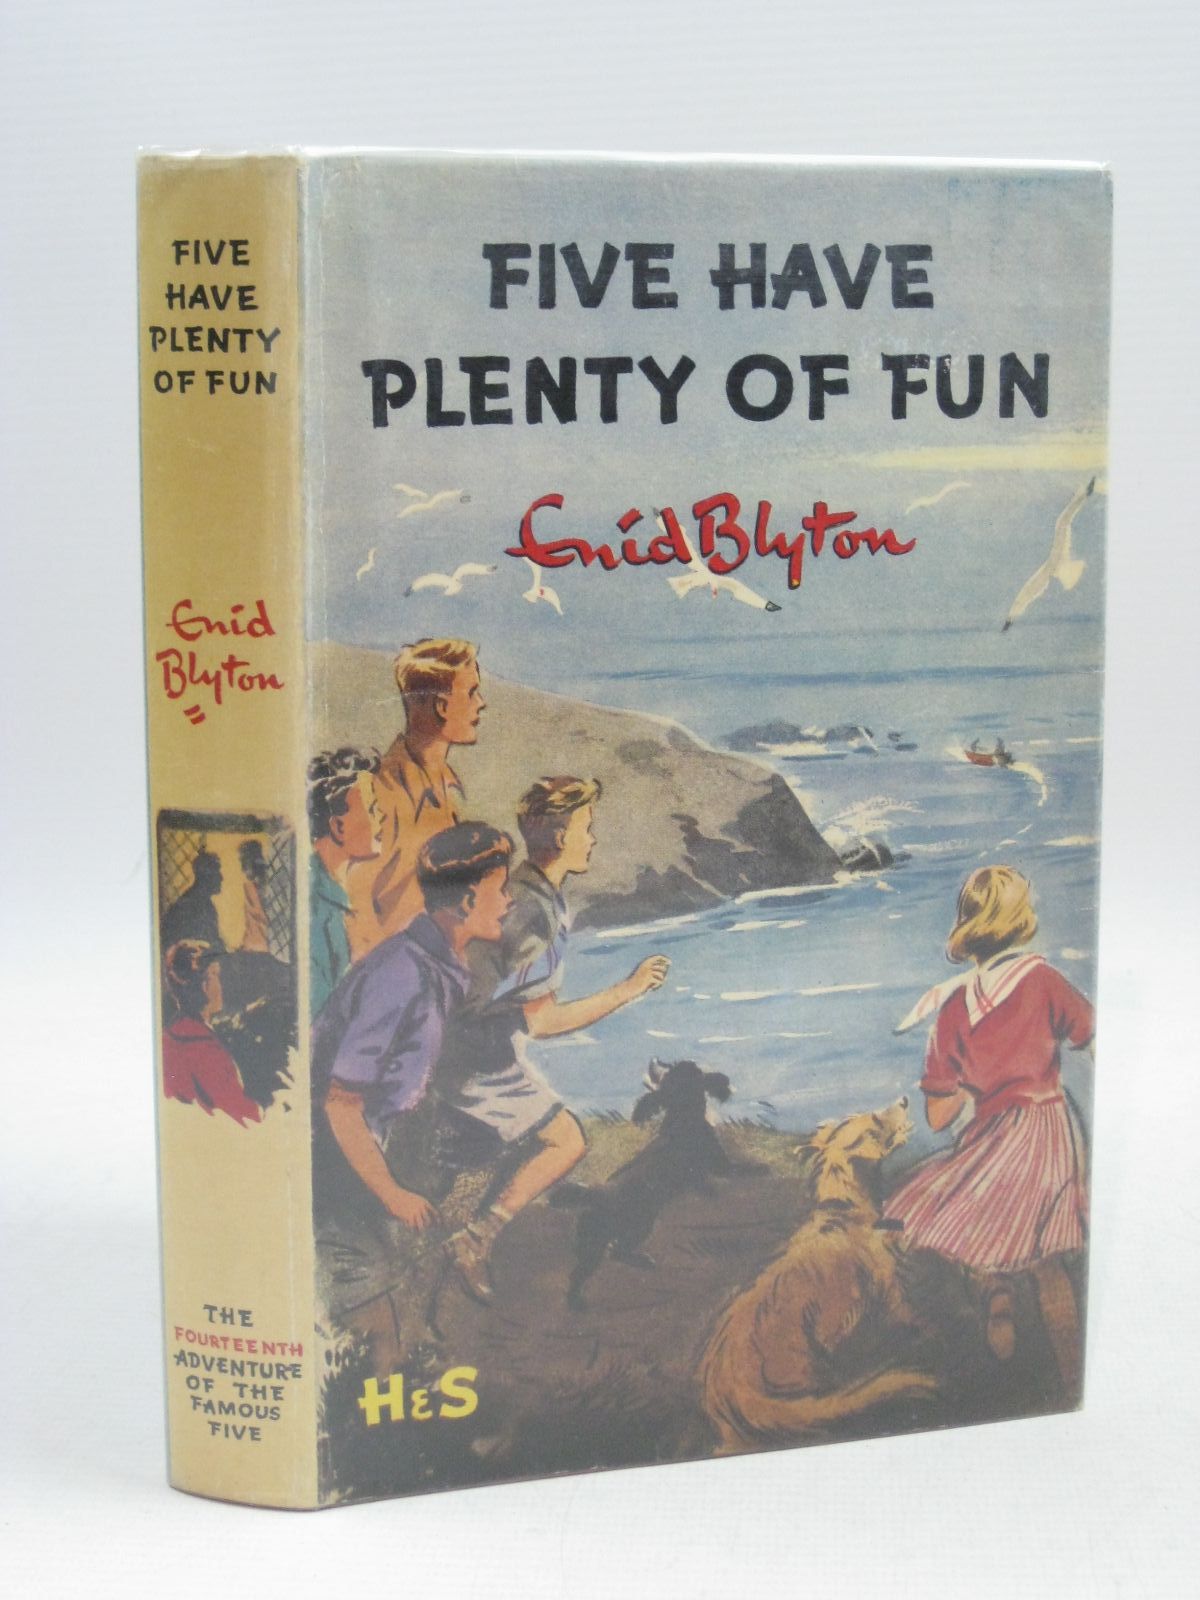 FIVE
HAVE
PLENTY
OF FUN
Enid
Blyton
THE
FOURTEENTH
ADVENTURE
OF THE
FAMOUS
FIVE
FIVE HAVE
PLENTY OF FUN
Enid Blyton
H & S